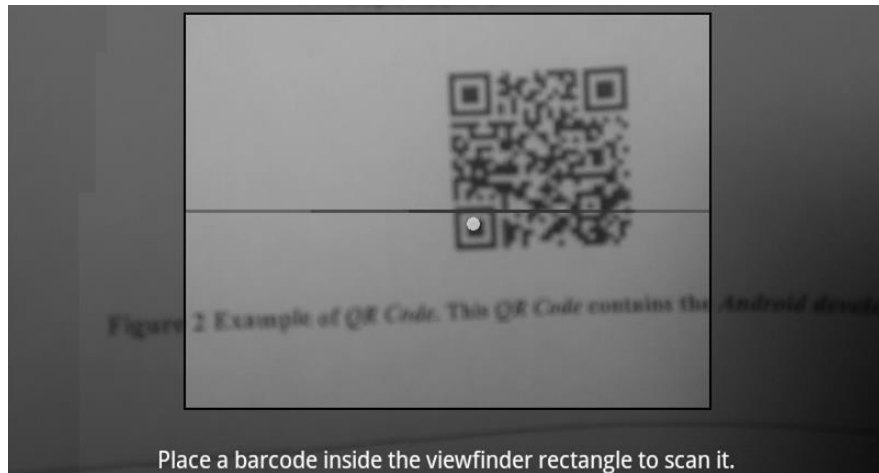 Figure 2 Example of QR Code. This QR Code contains the Android develo
Place a barcode inside the viewfinder rectangle to scan it.